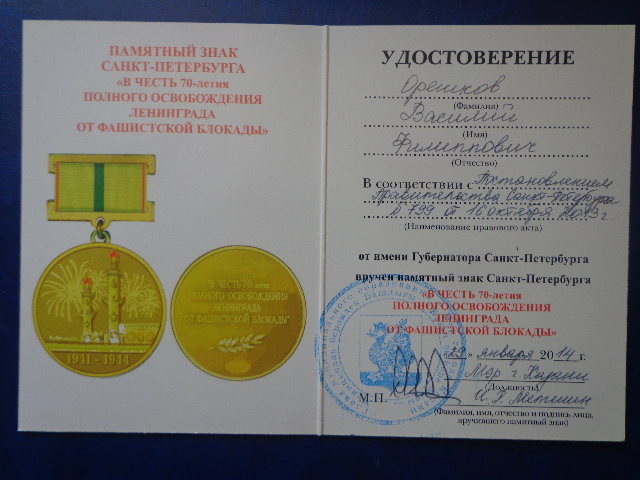 ПАМЯТНЫЙ ЗНАК
САНКТ-ПЕТЕРБУРГА
«В ЧЕСТЬ 70-летия
ПОЛНОГО ОСВОБОЖДЕНИЯ
ЛЕНИНГРАДА
ОТ ФАШИСТСКОЙ БЛОКАДЫ»
1941 - 1944
"В ЧЕСТЬ 70-летия
ПОЛНОГО ОСВОБОЖДЕНИЯ
ЛЕНИНГРАДА
ОТ ФАШИСТСКОЙ БЛОКАДЫ"
УДОСТОВЕРЕНИЕ
Орешков
(Фамилия)
Василий
(Имя)
Филиппович
(Отчество)
В соответствии с Постановлением
Правительства Санкт-Петербурга
№ 799 от 16 октября 2013 г.
(Наименование правового акта)
от имени Губернатора Санкт-Петербурга
вручен памятный знак Санкт-Петербурга
«В ЧЕСТЬ 70-летия
ПОЛНОГО ОСВОБОЖДЕНИЯ
ЛЕНИНГРАДА
ОТ ФАШИСТСКОЙ БЛОКАДЫ»
«27» января 2014 г.
Мэр г. Казани
(Должность)
М.П. И.Р. Метшин
(Фамилия, имя, отчество и подпись лица,
вручившего памятный знак)